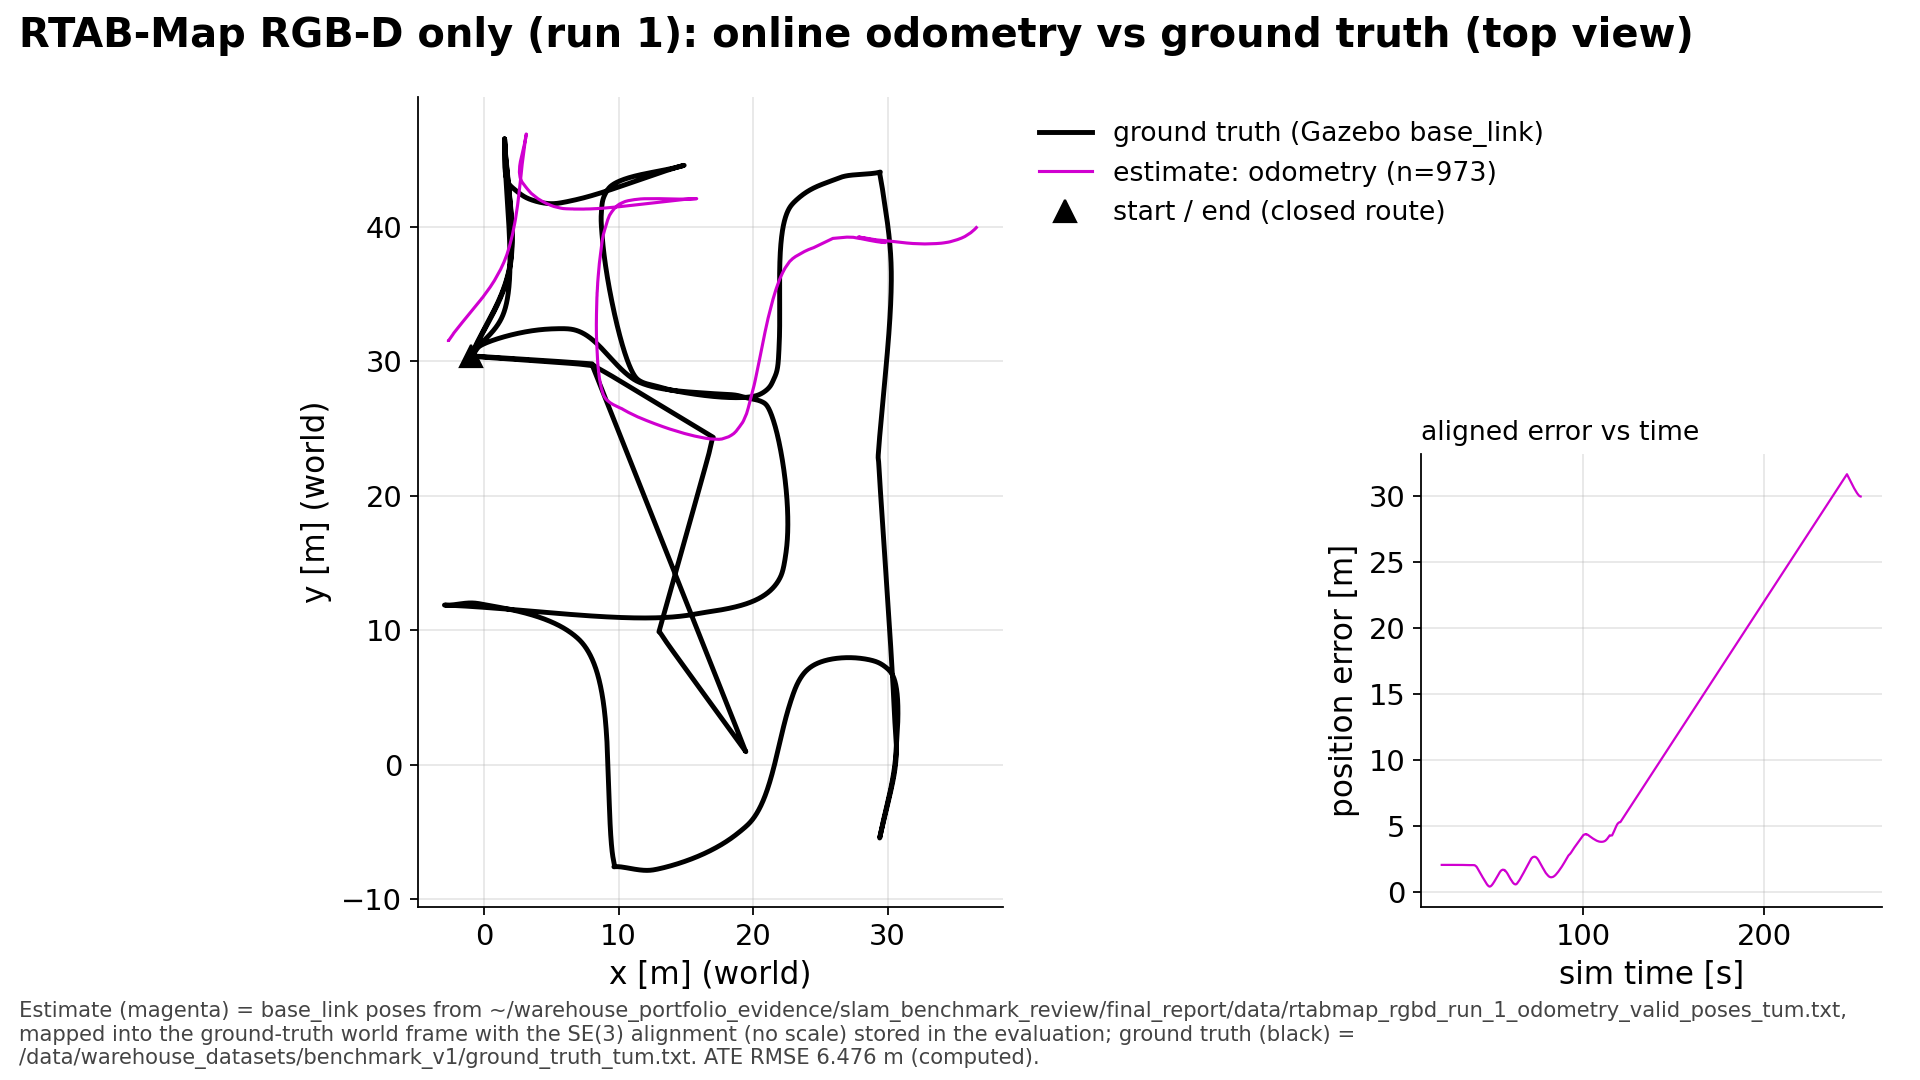 RTAB-Map RGB-D only (run 1): online odometry vs ground truth (top view)
ground truth (Gazebo base_link)
estimate: odometry (n=973)
start / end (closed route)
40
30
20
10
0
−10
y [m] (world)
0
10
20
30
x [m] (world)
aligned error vs time
30
25
20
15
10
5
0
position error [m]
100
200
sim time [s]
Estimate (magenta) = base_link poses from ~/warehouse_portfolio_evidence/slam_benchmark_review/final_report/data/rtabmap_rgbd_run_1_odometry_valid_poses_tum.txt,
mapped into the ground-truth world frame with the SE(3) alignment (no scale) stored in the evaluation; ground truth (black) =
/data/warehouse_datasets/benchmark_v1/ground_truth_tum.txt. ATE RMSE 6.476 m (computed).